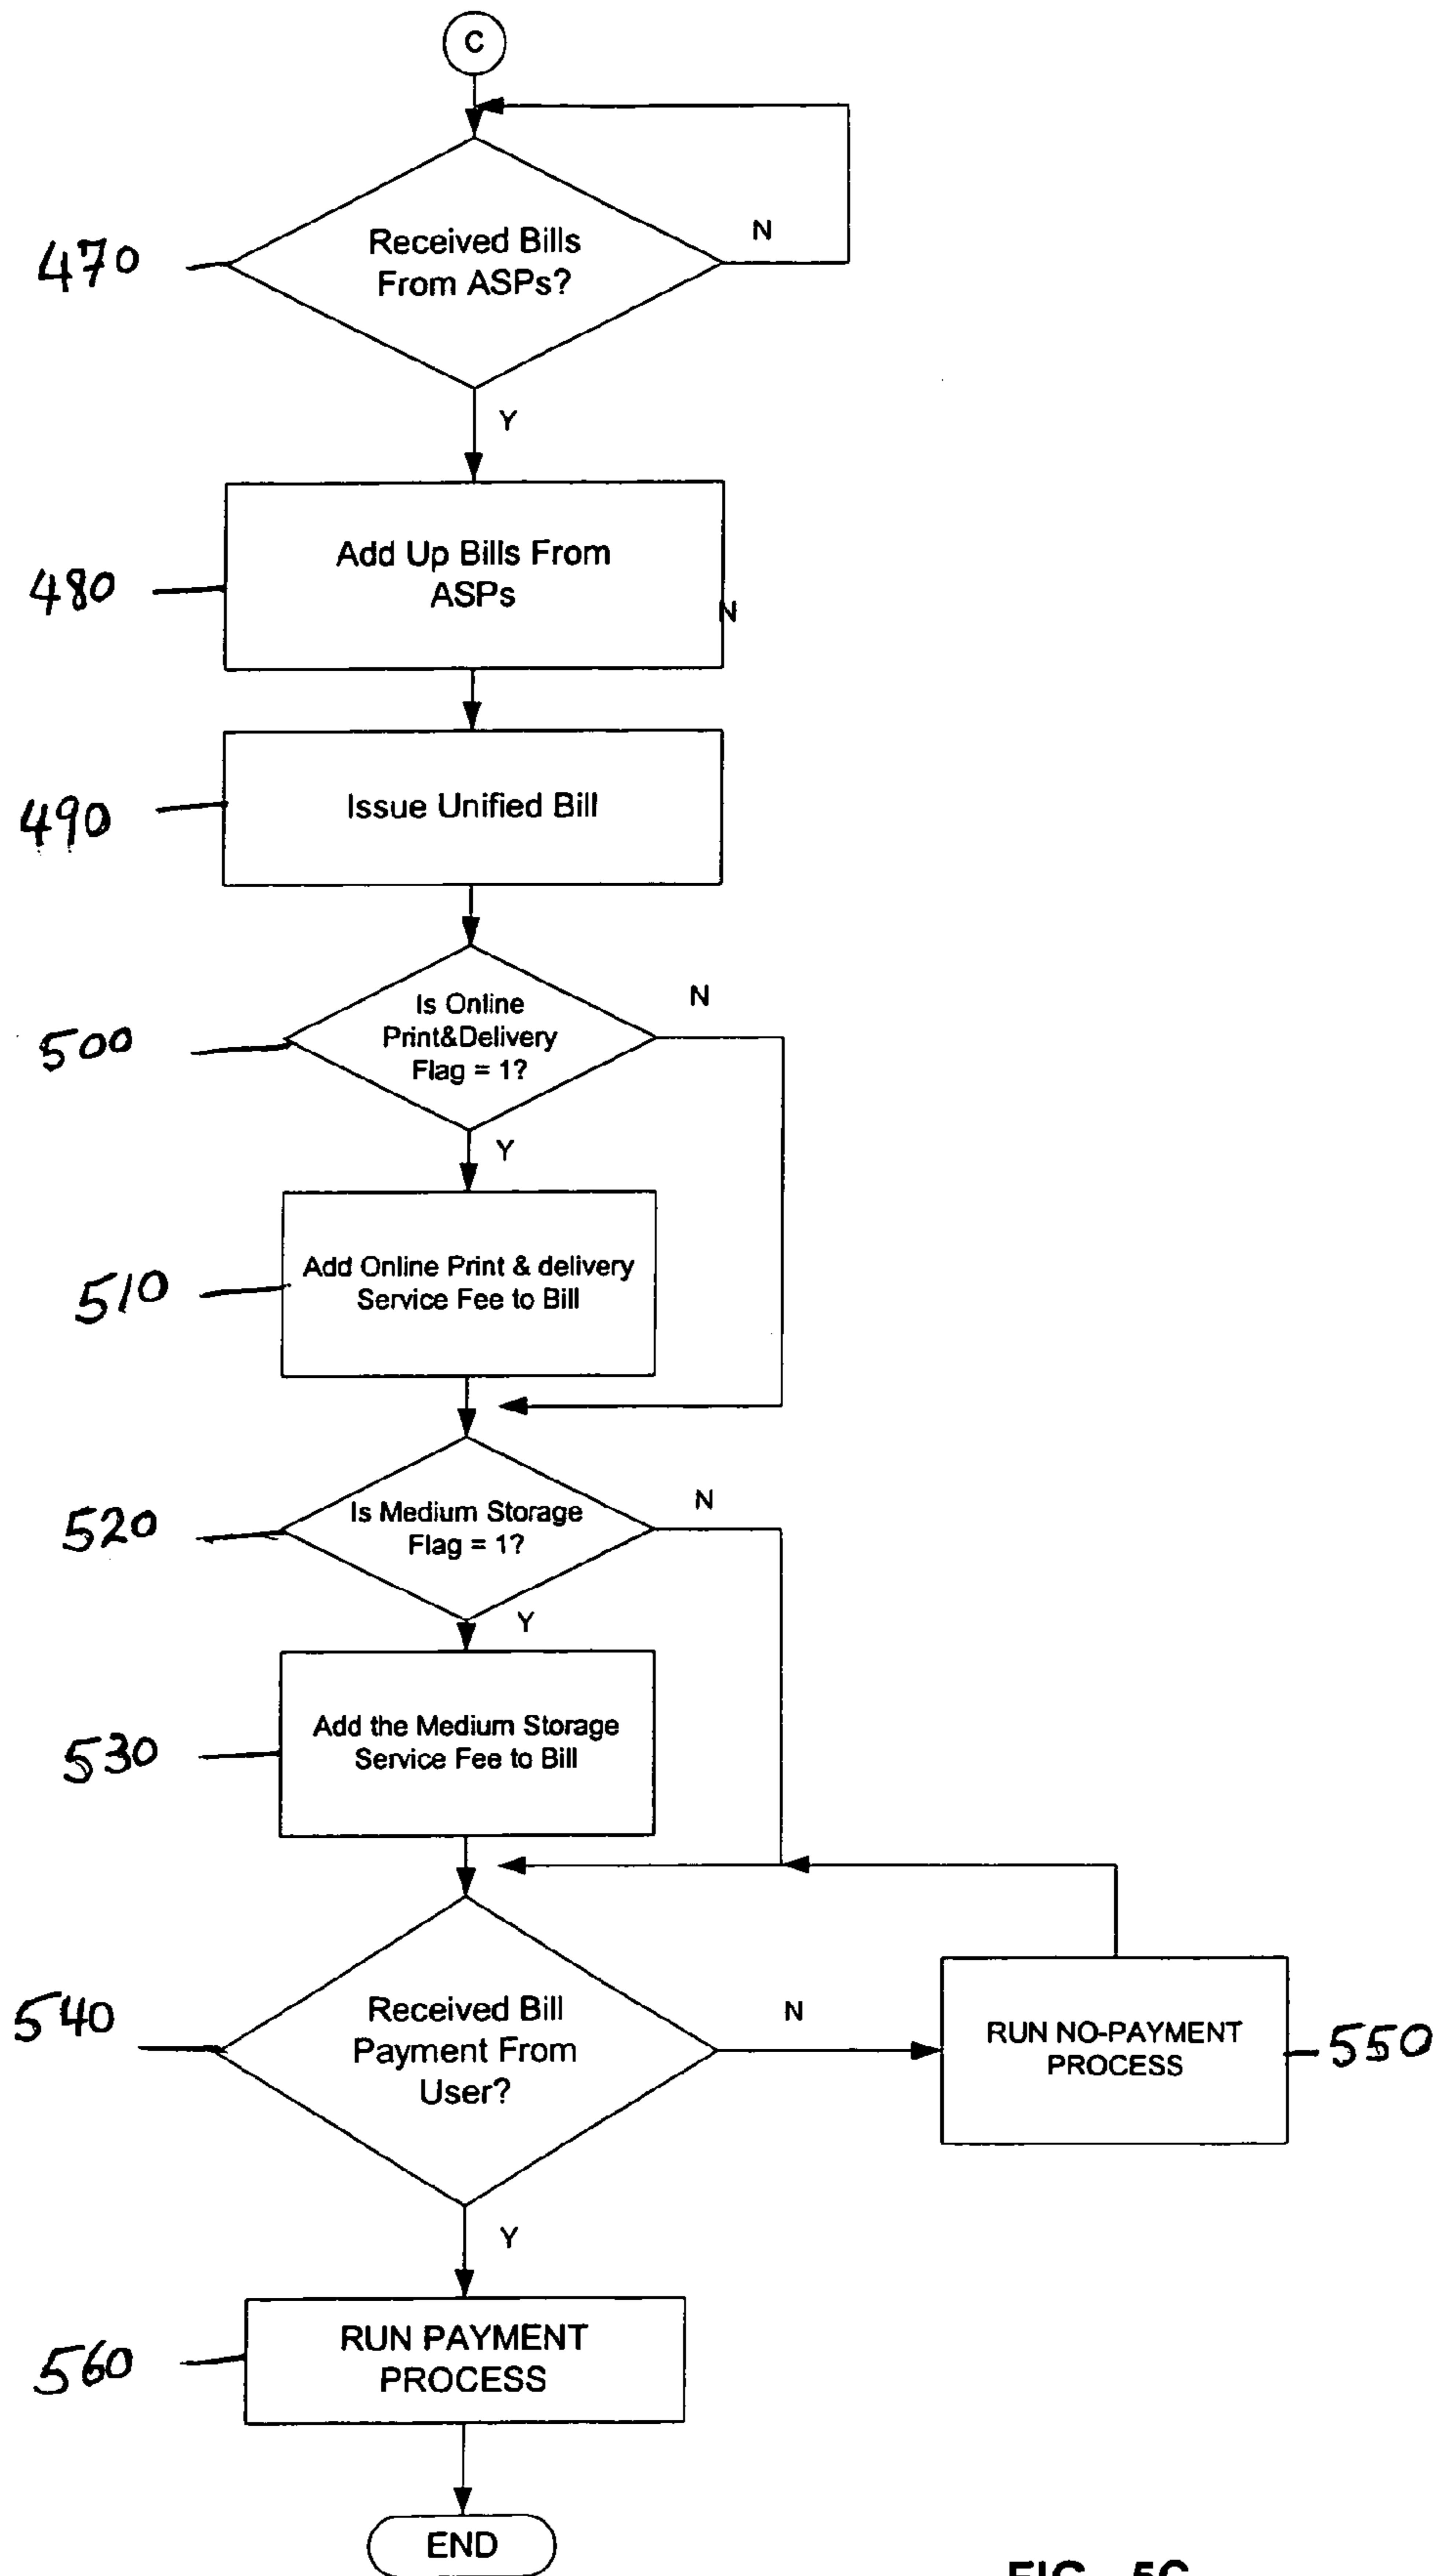 C
N
470
Received Bills
From ASPs?
Y
480
Add Up Bills From
ASPs
N
490
Issue Unified Bill
N
500
Is Online
Print&Delivery
Flag = 1?
Y
510
Add Online Print & delivery
Service Fee to Bill
N
520
Is Medium Storage
Flag = 1?
Y
530
Add the Medium Storage
Service Fee to Bill
540
Received Bill
Payment From
User?
N
RUN NO-PAYMENT
PROCESS
550
Y
560
RUN PAYMENT
PROCESS
END
FIG. 5C